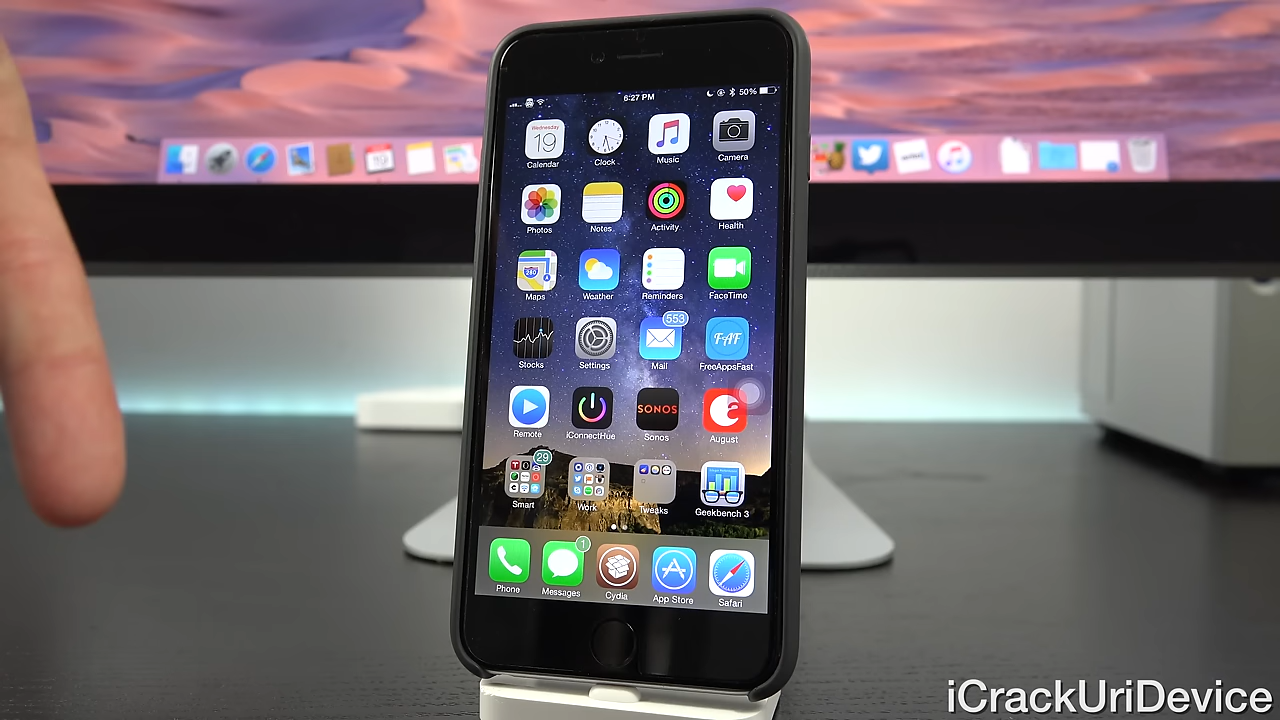 6:27 PM 50%
Wednesday
19
Calendar Clock Music Camera
Photos Notes Activity Health
280
Maps Weather Reminders FaceTime
553
FAF
Stocks Settings Mail FreeAppsFast
SONOS
Remote iConnectHue Sonos August
29
Smart Work Tweaks Geekbench 3
1
Phone Messages Cydia App Store Safari
19
iCrackUriDevice